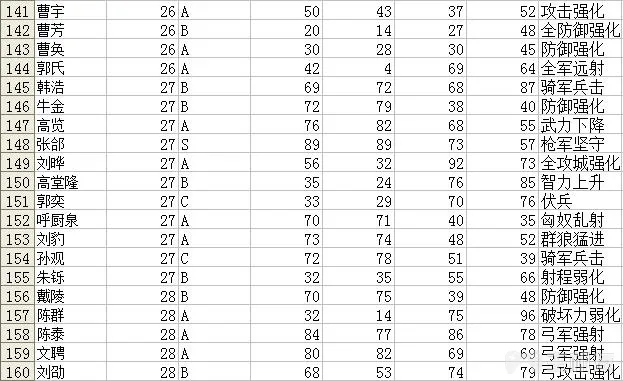 141 曹宇 26 A 50 43 37 52 攻击强化
142 曹芳 26 B 20 14 27 48 全防御强化
143 曹奂 26 A 30 28 30 45 防御强化
144 郭氏 26 A 42 4 69 64 全军远射
145 韩浩 27 B 69 72 68 87 骑军兵击
146 牛金 27 B 72 79 38 40 防御强化
147 高览 27 A 76 82 68 55 武力下降
148 张郃 27 S 89 89 73 57 枪军坚守
149 刘晔 27 A 56 32 92 73 全攻城强化
150 高堂隆 27 B 35 24 76 85 智力上升
151 郭奕 27 C 33 29 70 76 伏兵
152 呼厨泉 27 A 70 71 40 35 匈奴乱射
153 刘豹 27 A 73 74 48 52 群狼猛进
154 孙观 27 C 72 78 51 39 骑军兵击
155 朱铄 27 B 32 35 55 66 射程弱化
156 戴陵 28 B 70 75 39 48 防御强化
157 陈群 28 A 32 14 75 96 破坏力弱化
158 陈泰 28 A 84 77 86 78 弓军强射
159 文聘 28 A 80 82 69 69 弓军强射
160 刘劭 28 B 68 53 74 79 弓攻击强化